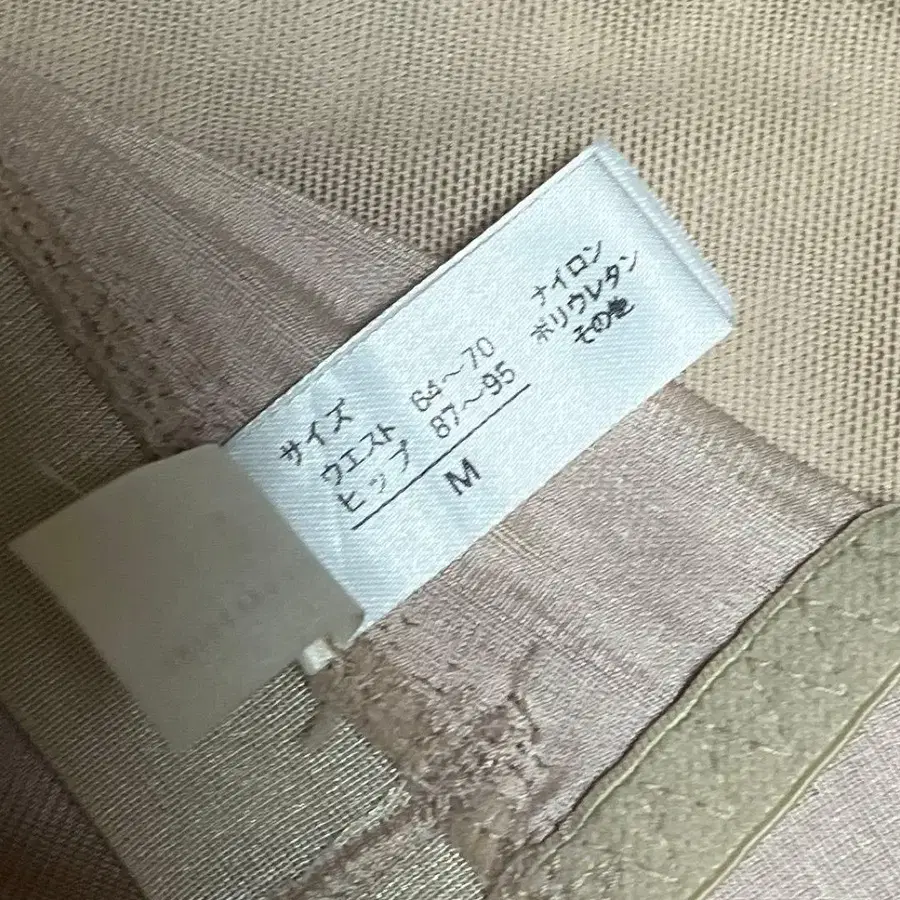 サイズ
ウエスト 64～70
ヒップ 87～95
M
ナイロン
ポリウレタン
その他